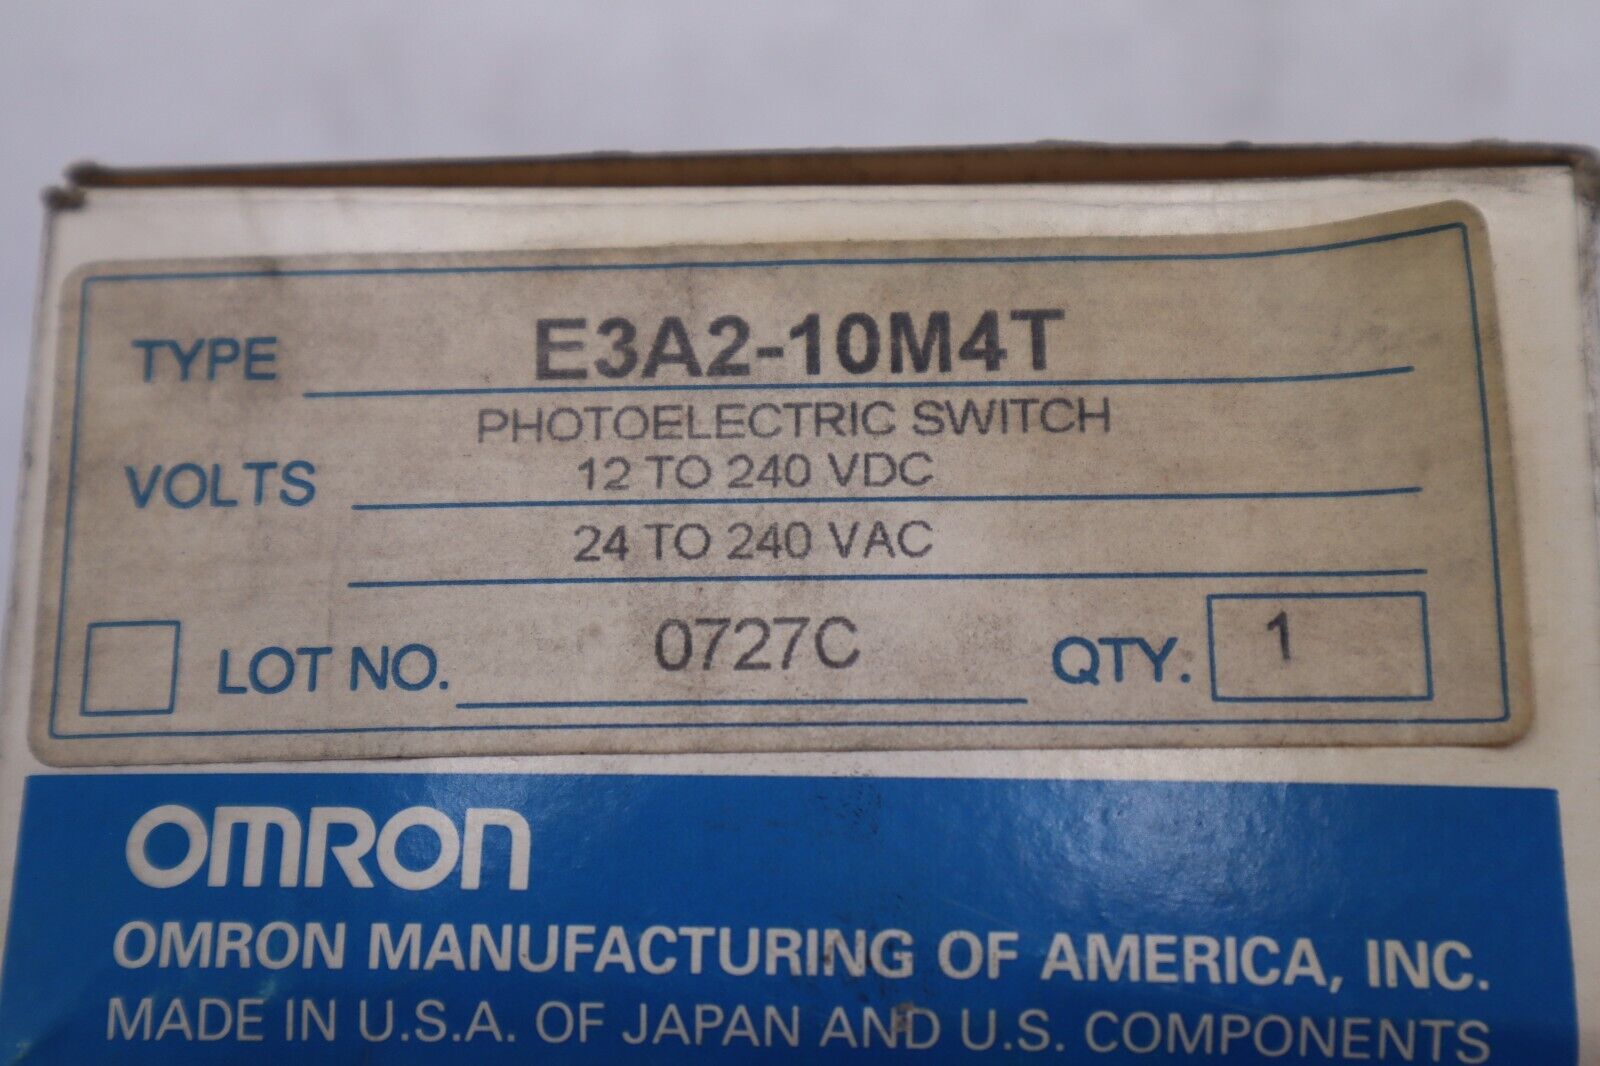 TYPE E3A2-10M4T
PHOTOELECTRIC SWITCH
VOLTS 12 TO 240 VDC
24 TO 240 VAC
LOT NO. 0727C QTY. 1
OMRON
OMRON MANUFACTURING OF AMERICA, INC.
MADE IN U.S.A. OF JAPAN AND U.S. COMPONENTS